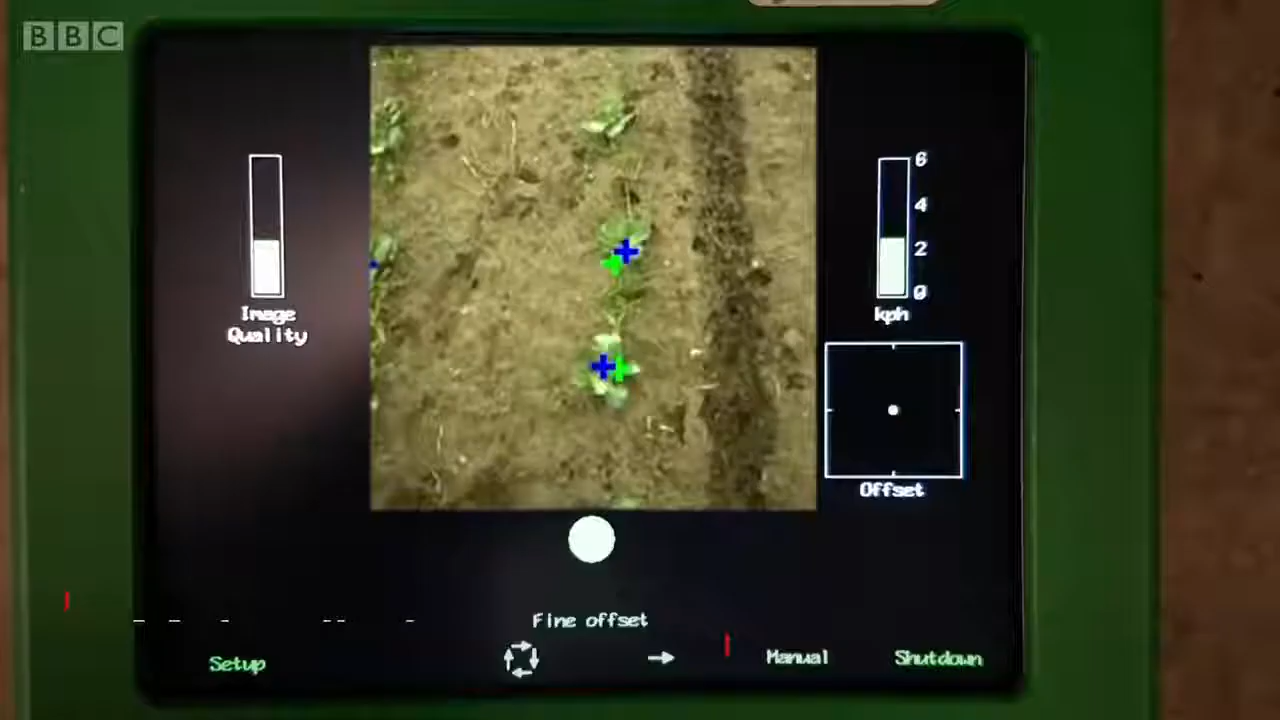 BBC
6
4
2
0
kph
Image
Quality
Offset
Fine offset
Setup
Manual
Shutdown